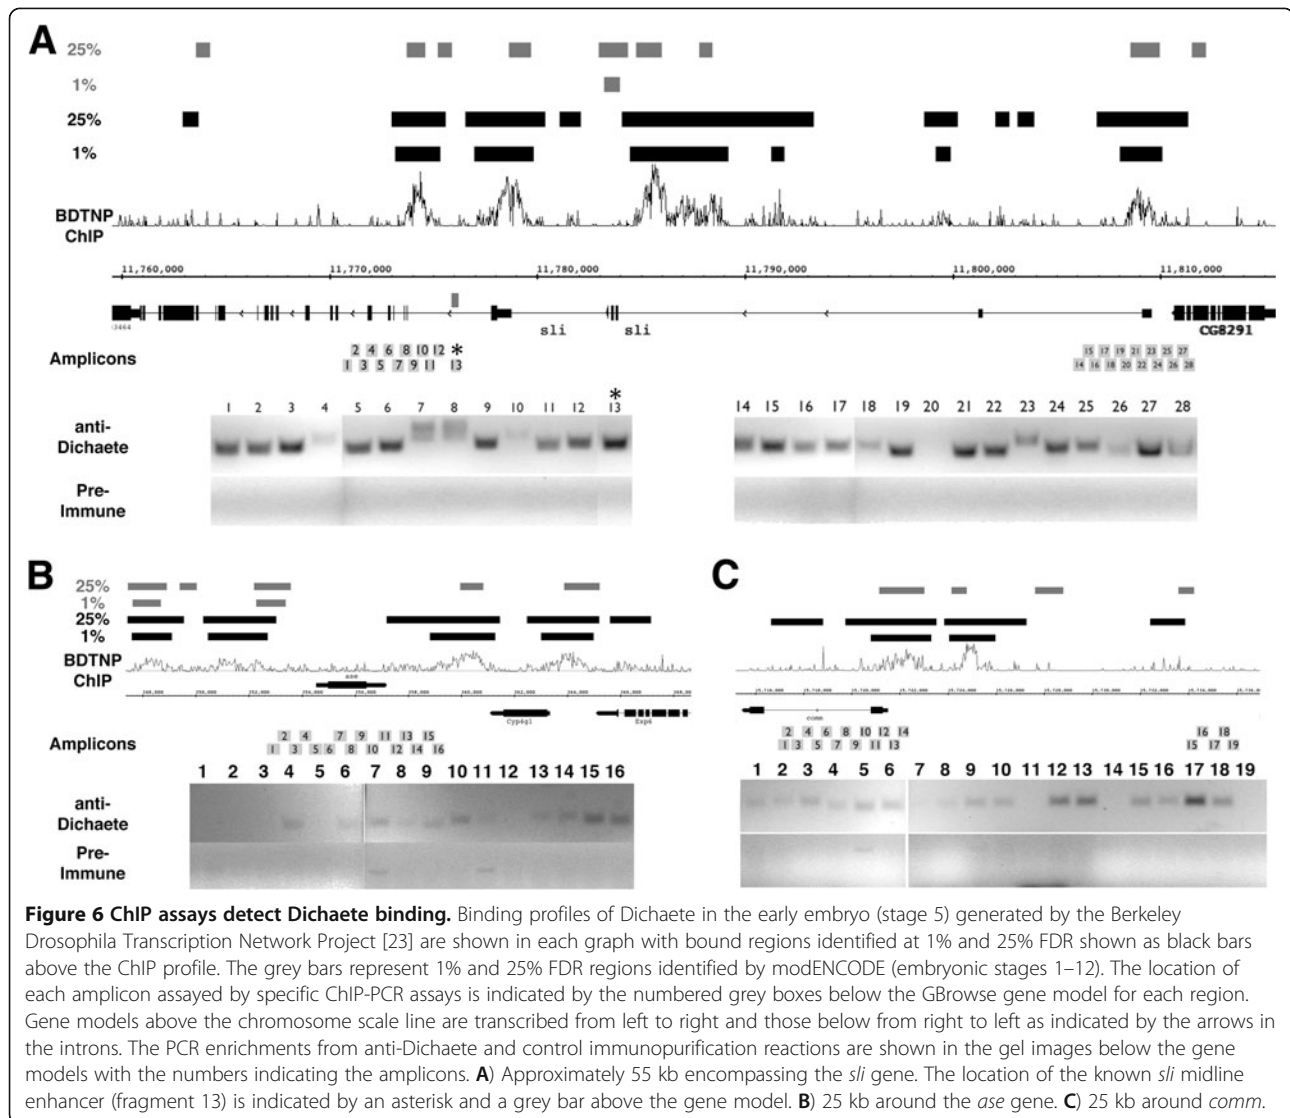 A
25%
1%
25%
1%
BDTNP
ChIP
11,760,000 11,770,000 11,780,000 11,790,000 11,800,000 11,810,000
sli sli CG8291
Amplicons
2 4 6 8 10 12 *
1 3 5 7 9 11 13
15 17 19 21 23 25 27
14 16 18 20 22 24 26 28
*
1 2 3 4 5 6 7 8 9 10 11 12 13
14 15 16 17 18 19 20 21 22 23 24 25 26 27 28
anti-
Dichaete
Pre-
Immune
B
25%
1%
25%
1%
BDTNP
ChIP
ase
Cyp4g1 Exp6
Amplicons
2 4 7 9 11 13 15
1 3 5 6 8 10 12 14 16
1 2 3 4 5 6 7 8 9 10 11 12 13 14 15 16
anti-
Dichaete
Pre-
Immune
C
comm
2 4 6 8 10 12 14
1 3 5 7 9 11 13
16 18
15 17 19
1 2 3 4 5 6 7 8 9 10 11 12 13 14 15 16 17 18 19
Figure 6 ChIP assays detect Dichaete binding. Binding profiles of Dichaete in the early embryo (stage 5) generated by the Berkeley
Drosophila Transcription Network Project [23] are shown in each graph with bound regions identified at 1% and 25% FDR shown as black bars
above the ChIP profile. The grey bars represent 1% and 25% FDR regions identified by modENCODE (embryonic stages 1–12). The location of
each amplicon assayed by specific ChIP-PCR assays is indicated by the numbered grey boxes below the GBrowse gene model for each region.
Gene models above the chromosome scale line are transcribed from left to right and those below from right to left as indicated by the arrows in
the introns. The PCR enrichments from anti-Dichaete and control immunopurification reactions are shown in the gel images below the gene
models with the numbers indicating the amplicons. A) Approximately 55 kb encompassing the sli gene. The location of the known sli midline
enhancer (fragment 13) is indicated by an asterisk and a grey bar above the gene model. B) 25 kb around the ase gene. C) 25 kb around comm.